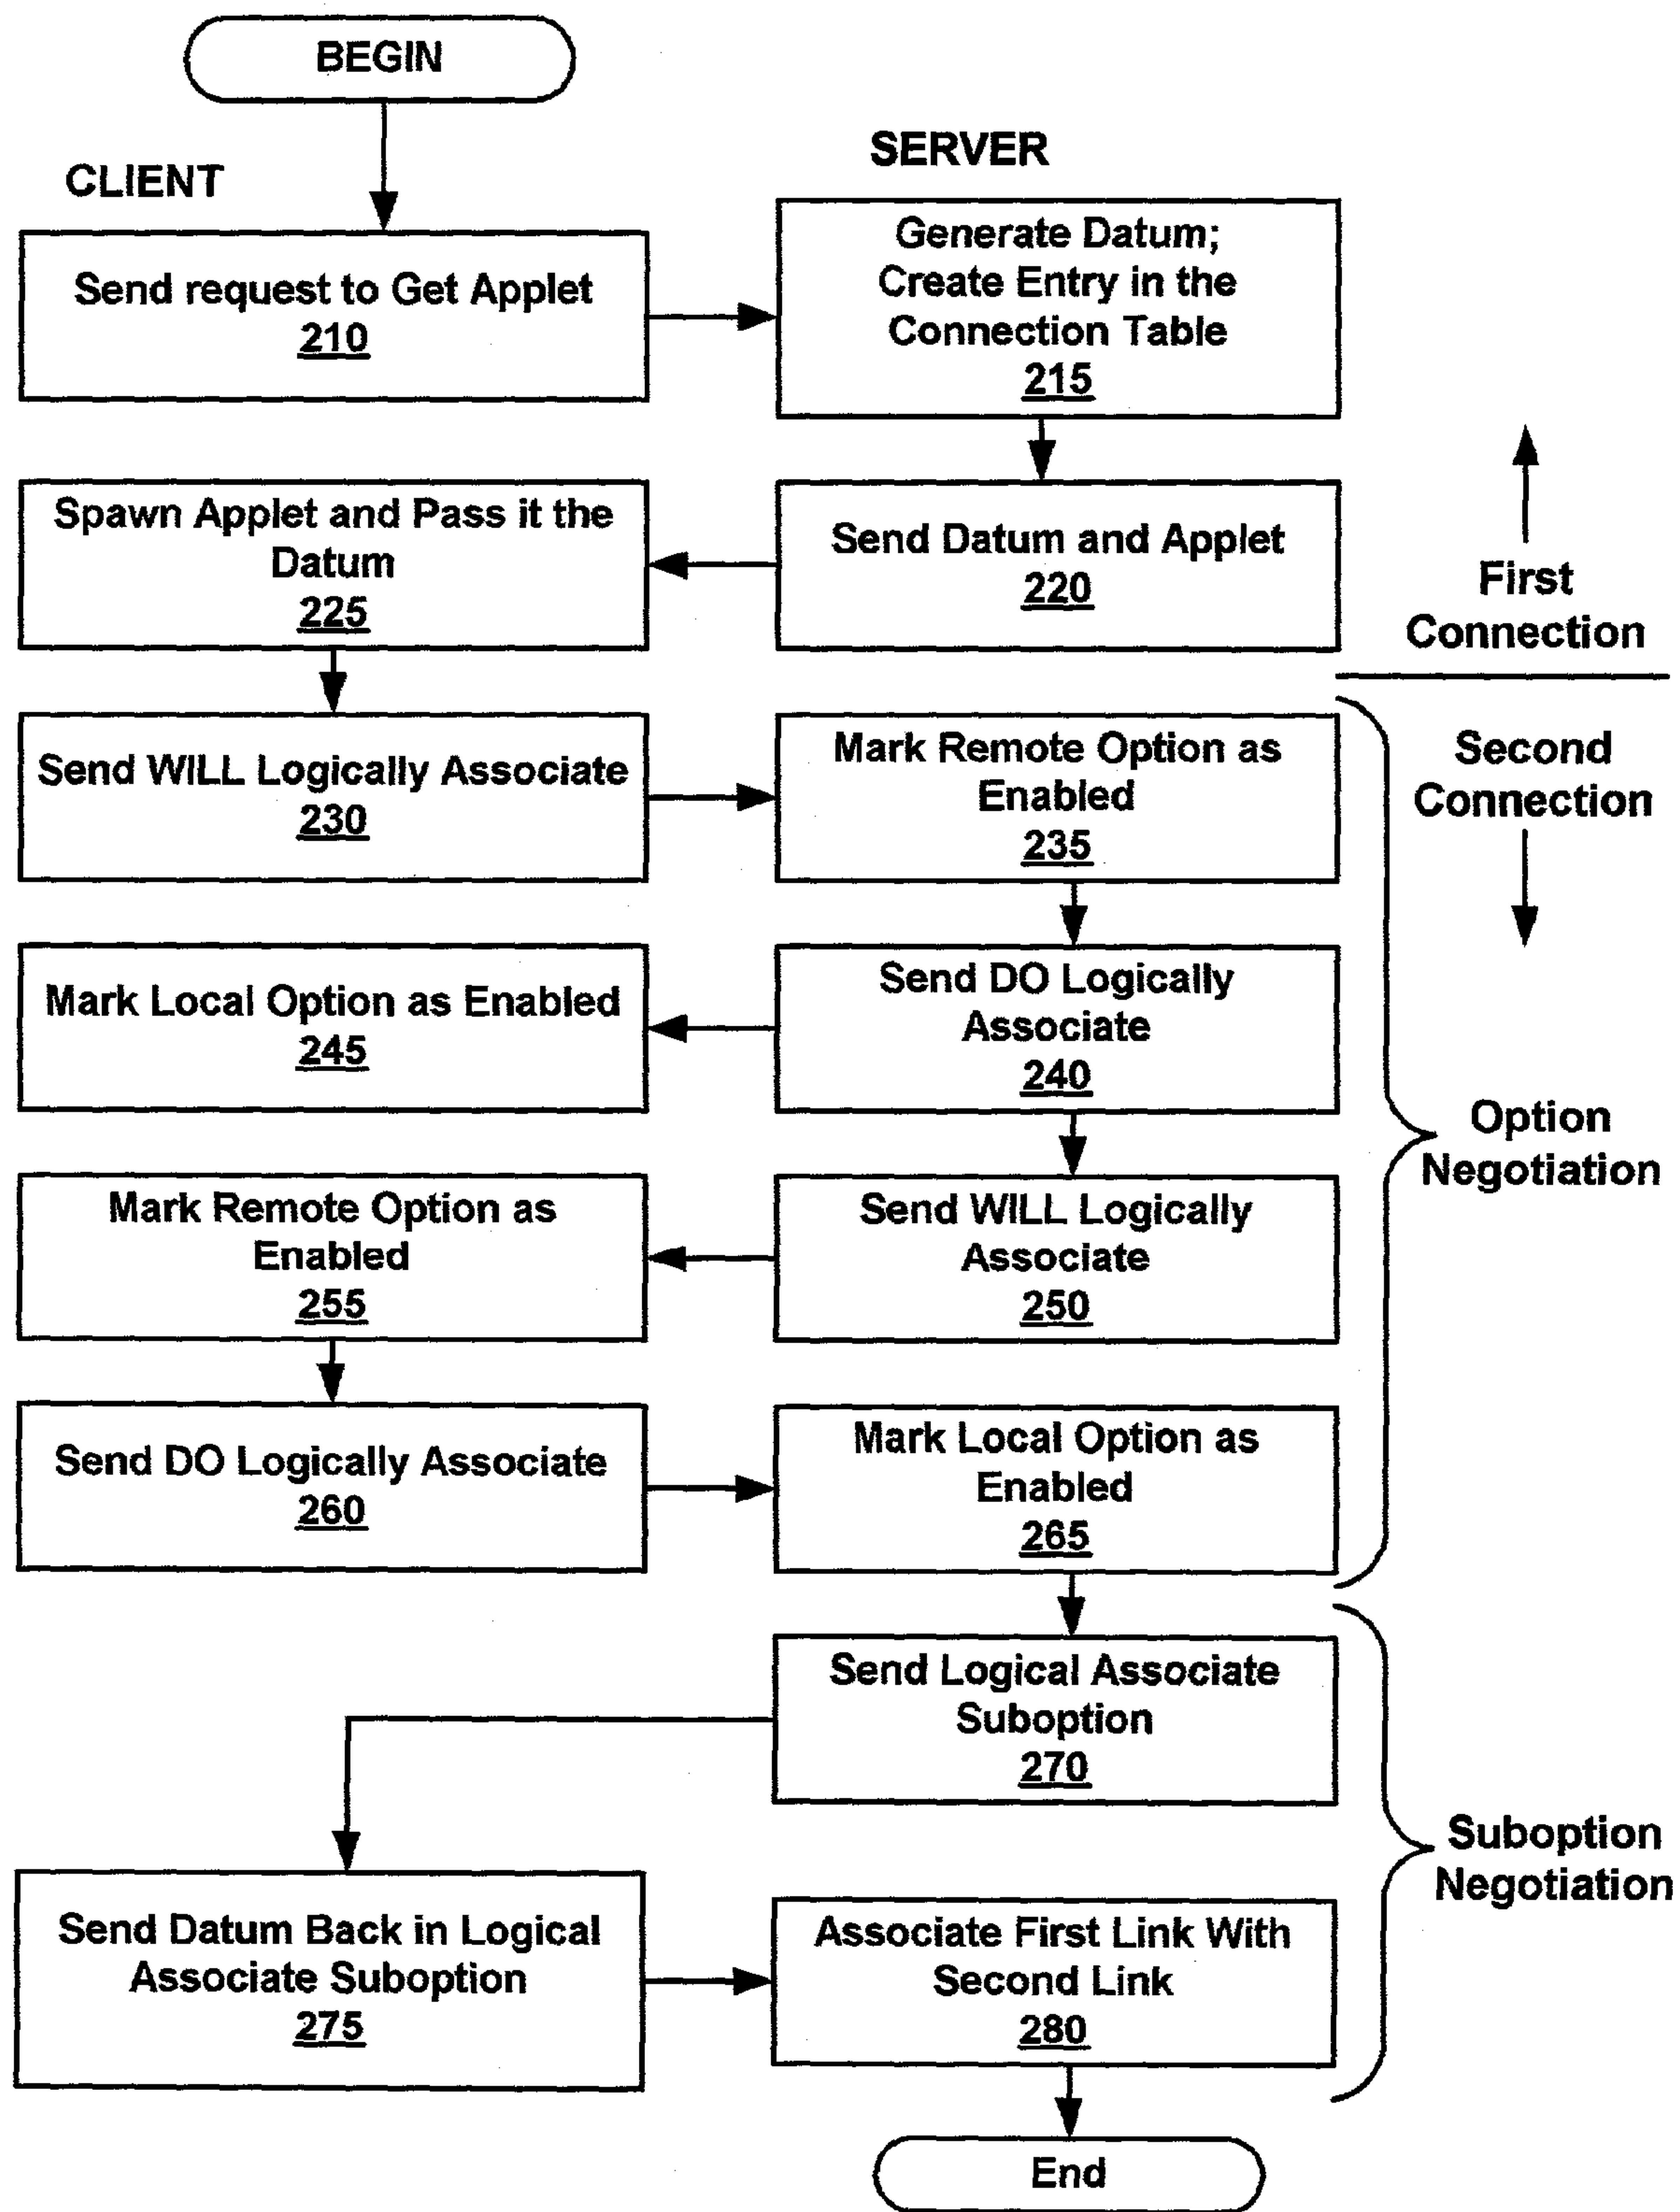 BEGIN
CLIENT
SERVER
Send request to Get Applet
210
Generate Datum;
Create Entry in the
Connection Table
215
Spawn Applet and Pass it the
Datum
225
Send Datum and Applet
220
First
Connection
Send WILL Logically Associate
230
Mark Remote Option as
Enabled
235
Second
Connection
Mark Local Option as Enabled
245
Send DO Logically
Associate
240
Option
Negotiation
Mark Remote Option as
Enabled
255
Send WILL Logically
Associate
250
Send DO Logically Associate
260
Mark Local Option as
Enabled
265
Send Logical Associate
Suboption
270
Suboption
Negotiation
Send Datum Back in Logical
Associate Suboption
275
Associate First Link With
Second Link
280
End